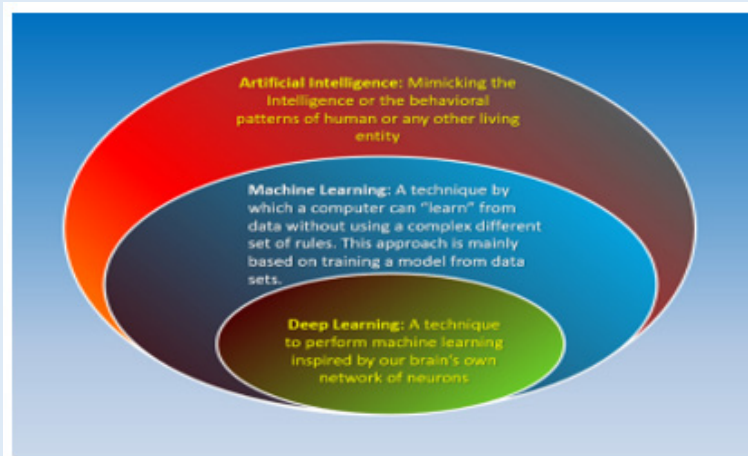 Artificial Intelligence: Mimicking the
Intelligence or the behavioral
patterns of human or any other living
entity
Machine Learning: A technique by
which a computer can "learn" from
data without using a complex different
set of rules. This approach is mainly
based on training a model from data
sets.
Deep Learning: A technique
to perform machine learning
inspired by our brain's own
network of neurons